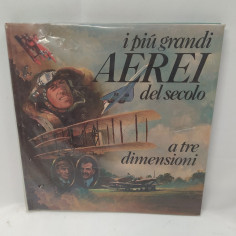 i più grandi
AEREI
del secolo
a tre
dimensioni